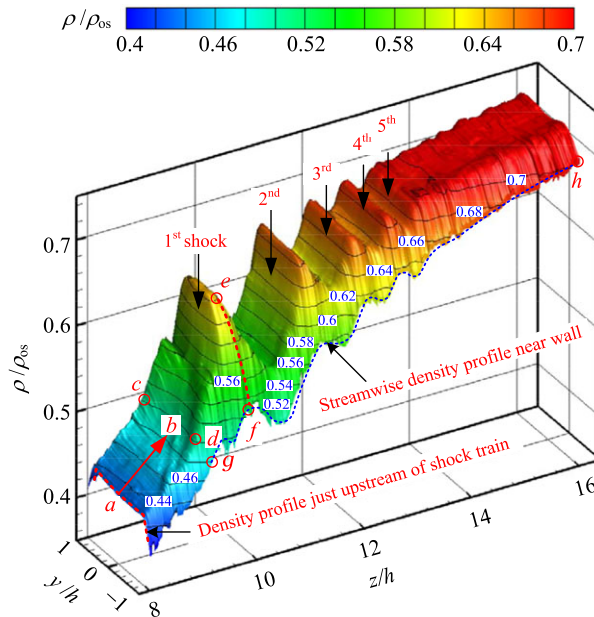 ρ/ρos
0.4 0.46 0.52 0.58 0.64 0.7
5th
4th
3rd
2nd
1st shock
h
e
c
b
d
f
g
a
0.7
0.68
0.66
0.64
0.62
0.6
0.58
0.56
0.54
0.52
0.56
0.46
0.44
Streamwise density profile near wall
Density profile just upstream of shock train
ρ/ρos
0.7
0.6
0.5
0.4
1 0 -1
y/h
8 10 12 14 16
z/h